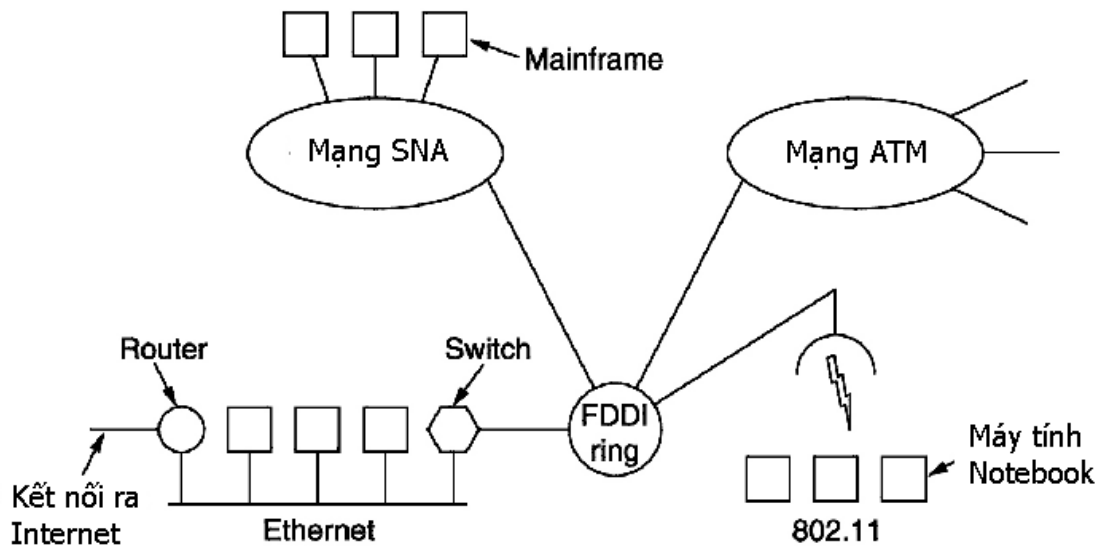 Mainframe
Mạng SNA
Mạng ATM
Router
Switch
FDDI
ring
Máy tính
Notebook
Kết nối ra
Internet
Ethernet
802.11